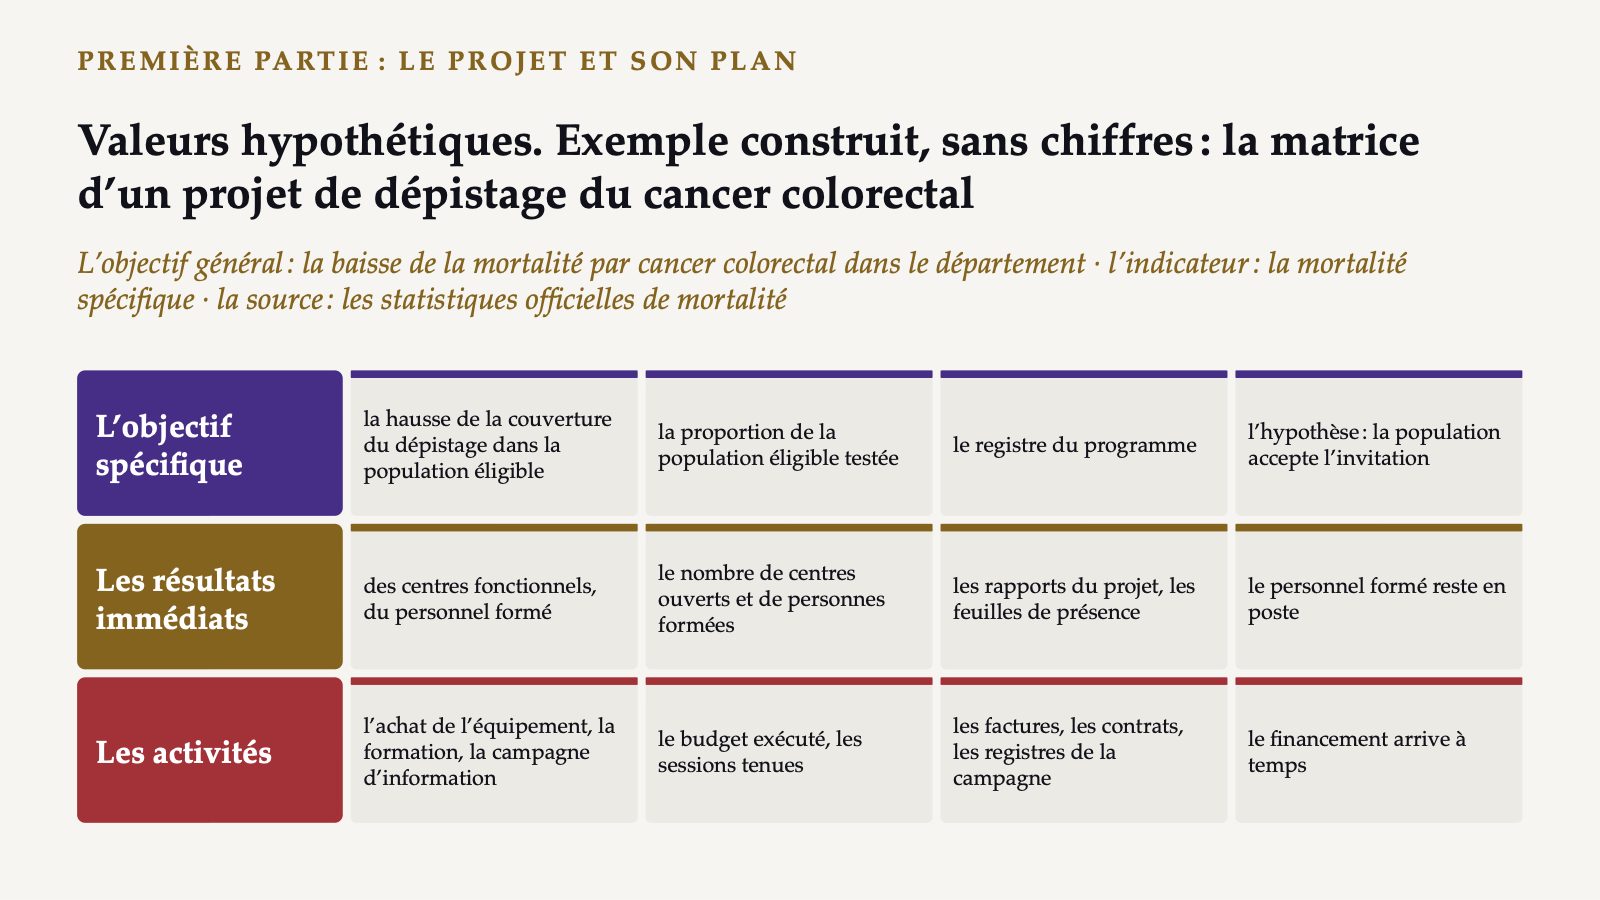 PREMIÈRE PARTIE : LE PROJET ET SON PLAN
Valeurs hypothétiques. Exemple construit, sans chiffres : la matrice
d’un projet de dépistage du cancer colorectal
L’objectif général : la baisse de la mortalité par cancer colorectal dans le département · l’indicateur : la mortalité
spécifique · la source : les statistiques officielles de mortalité
L’objectif
spécifique
la hausse de la couverture
du dépistage dans la
population éligible
la proportion de la
population éligible testée
le registre du programme
l’hypothèse : la population
accepte l’invitation
Les résultats
immédiats
des centres fonctionnels,
du personnel formé
le nombre de centres
ouverts et de personnes
formées
les rapports du projet, les
feuilles de présence
le personnel formé reste en
poste
Les activités
l’achat de l’équipement, la
formation, la campagne
d’information
le budget exécuté, les
sessions tenues
les factures, les contrats,
les registres de la
campagne
le financement arrive à
temps